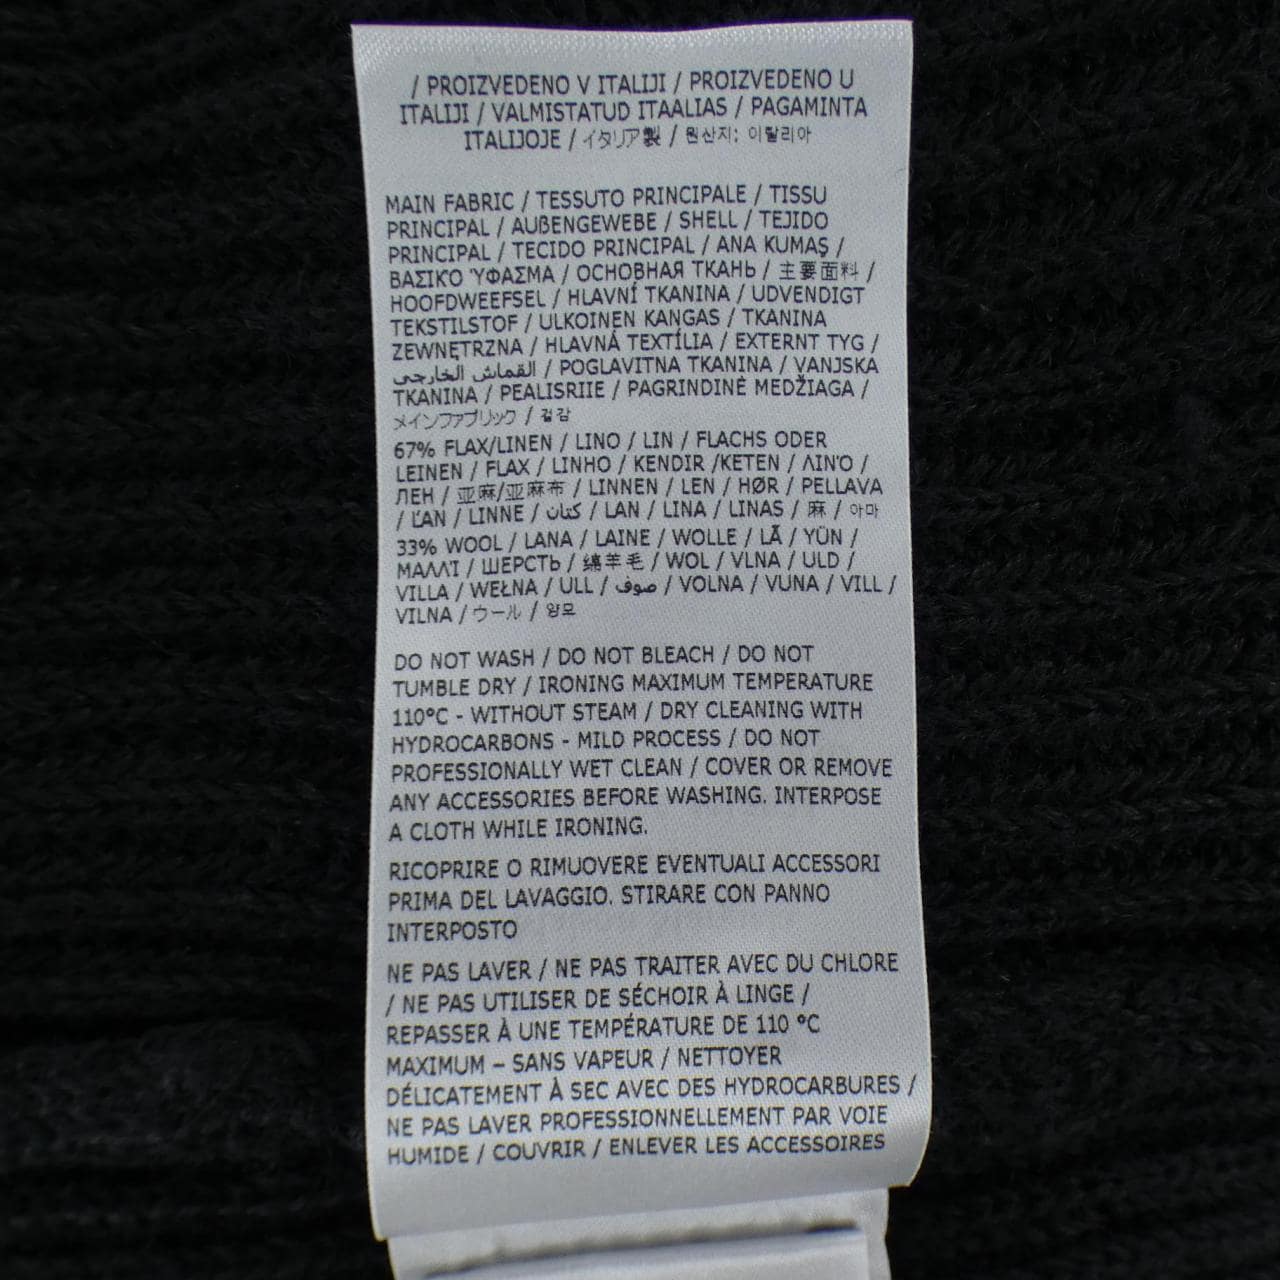 / PROIZVEDENO V ITALIJI / PROIZVEDENO U
ITALIJI / VALMISTATUD ITAALIAS / PAGAMINTA
ITALIJOJE / イタリア製 / 원산지: 이탈리아
MAIN FABRIC / TESSUTO PRINCIPALE / TISSU
PRINCIPAL / AUßENGEWEBE / SHELL / TEJIDO
PRINCIPAL / TECIDO PRINCIPAL / ANA KUMAŞ /
ΒΑΣΙΚΌ ΎΦΑΣΜΑ / ОСНОВНАЯ ТКАНЬ / 主要面料 /
HOOFDWEEFSEL / HLAVNÍ TKANINA / UDVENDIGT
TEKSTILSTOF / ULKOINEN KANGAS / TKANINA
ZEWNĘTRZNA / HLAVNÁ TEXTÍLIA / EXTERNT TYG /
القماش الخارجي / POGLAVITNA TKANINA / VANJSKA
TKANINA / PEALISRIIE / PAGRINDINĖ MEDŽIAGA /
メインファブリック / 겉감
67% FLAX/LINEN / LINO / LIN / FLACHS ODER
LEINEN / FLAX / LINHO / KENDIR /KETEN / ΛΙΝΌ /
ЛЕН / 亚麻/亚麻布 / LINNEN / LEN / HØR / PELLAVA
/ ĽAN / LINNE / كتان / LAN / LINA / LINAS / 麻 / 아마
33% WOOL / LANA / LAINE / WOLLE / LÃ / YÜN /
ΜΑΛΛΊ / ШЕРСТЬ / 绵羊毛 / WOL / VLNA / ULD /
VILLA / WEŁNA / ULL / صوف / VOLNA / VUNA / VILL /
VILNA / ウール / 양모
DO NOT WASH / DO NOT BLEACH / DO NOT
TUMBLE DRY / IRONING MAXIMUM TEMPERATURE
110°C - WITHOUT STEAM / DRY CLEANING WITH
HYDROCARBONS - MILD PROCESS / DO NOT
PROFESSIONALLY WET CLEAN / COVER OR REMOVE
ANY ACCESSORIES BEFORE WASHING. INTERPOSE
A CLOTH WHILE IRONING.
RICOPRIRE O RIMUOVERE EVENTUALI ACCESSORI
PRIMA DEL LAVAGGIO. STIRARE CON PANNO
INTERPOSTO
NE PAS LAVER / NE PAS TRAITER AVEC DU CHLORE
/ NE PAS UTILISER DE SÉCHOIR À LINGE /
REPASSER À UNE TEMPÉRATURE DE 110 °C
MAXIMUM – SANS VAPEUR / NETTOYER
DÉLICATEMENT À SEC AVEC DES HYDROCARBURES /
NE PAS LAVER PROFESSIONNELLEMENT PAR VOIE
HUMIDE / COUVRIR / ENLEVER LES ACCESSOIRES